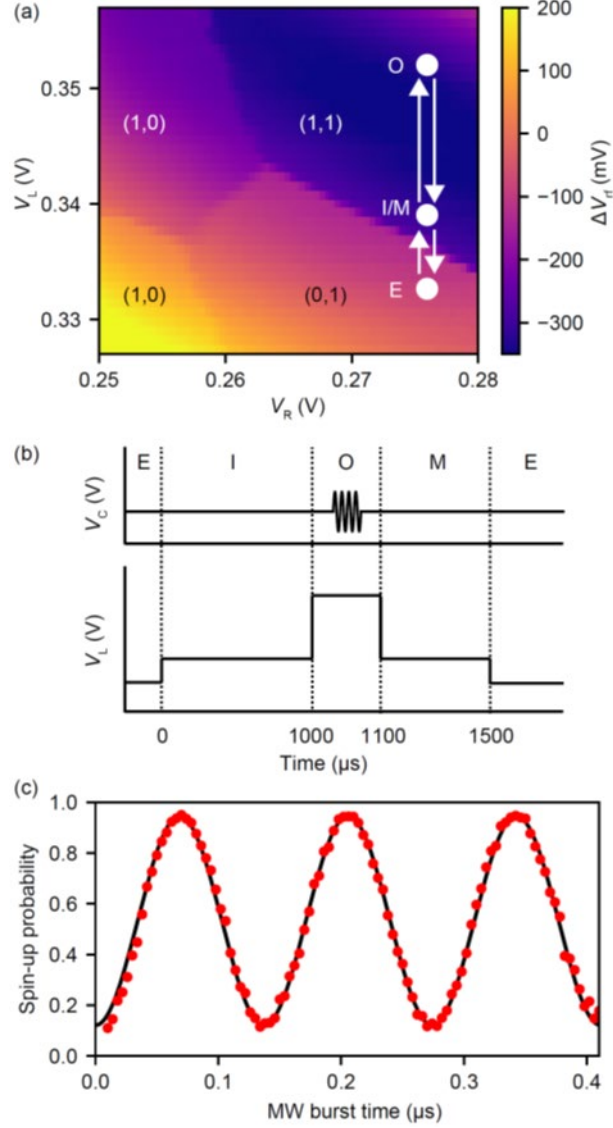 (a)
200
100
0
−100
−200
−300
ΔV_rf (mV)
V_L (V)
0.35
0.34
0.33
(1,0)
(1,1)
O
I/M
(1,0)
(0,1)
E
0.25
0.26
0.27
0.28
V_R (V)
(b)
E I O M E
V_C (V)
V_L (V)
0 1000 1100 1500
Time (μs)
(c)
Spin-up probability
1.0
0.8
0.6
0.4
0.2
0.0
0.0 0.1 0.2 0.3 0.4
MW burst time (μs)